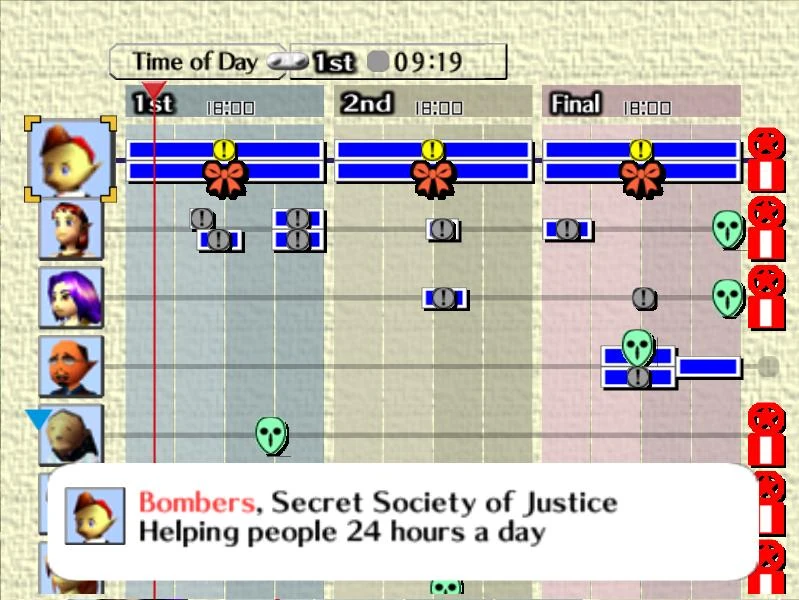 Time of Day 1st 09:19
1st 18:00 2nd 18:00 Final 18:00
Bombers, Secret Society of Justice
Helping people 24 hours a day